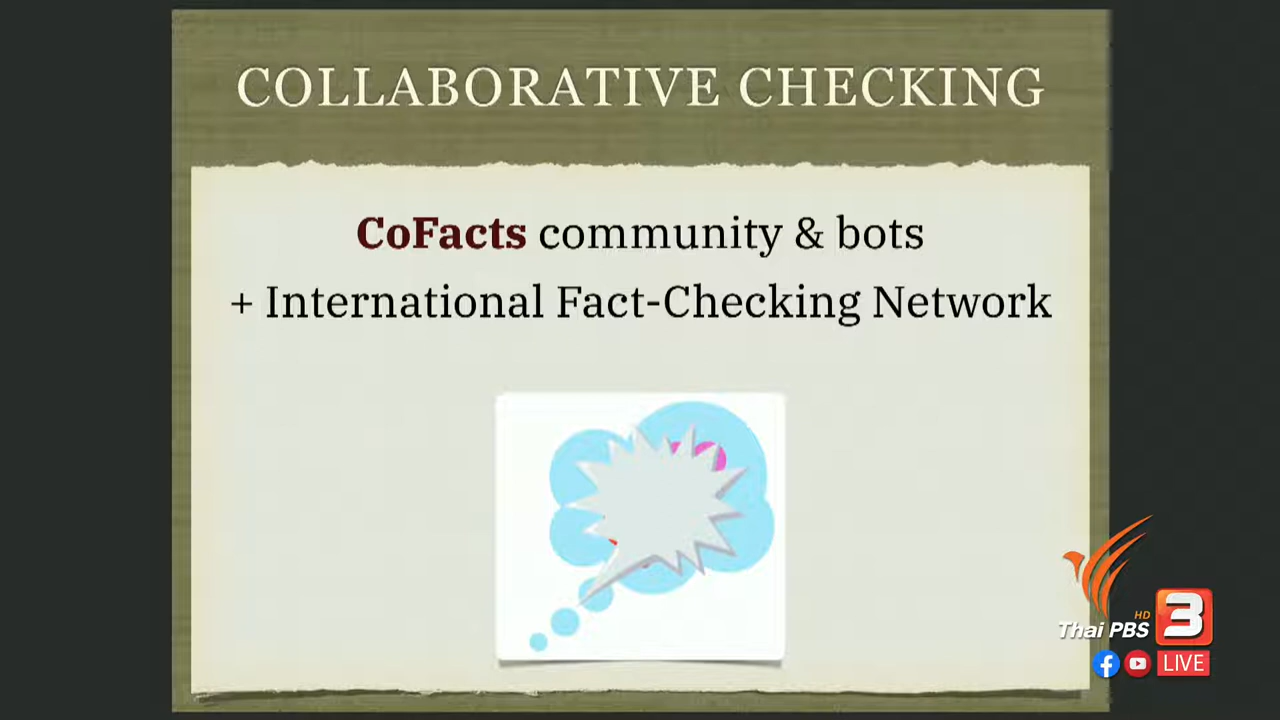 COLLABORATIVE CHECKING
CoFacts community & bots
+ International Fact-Checking Network
HD
Thai PBS 3
LIVE